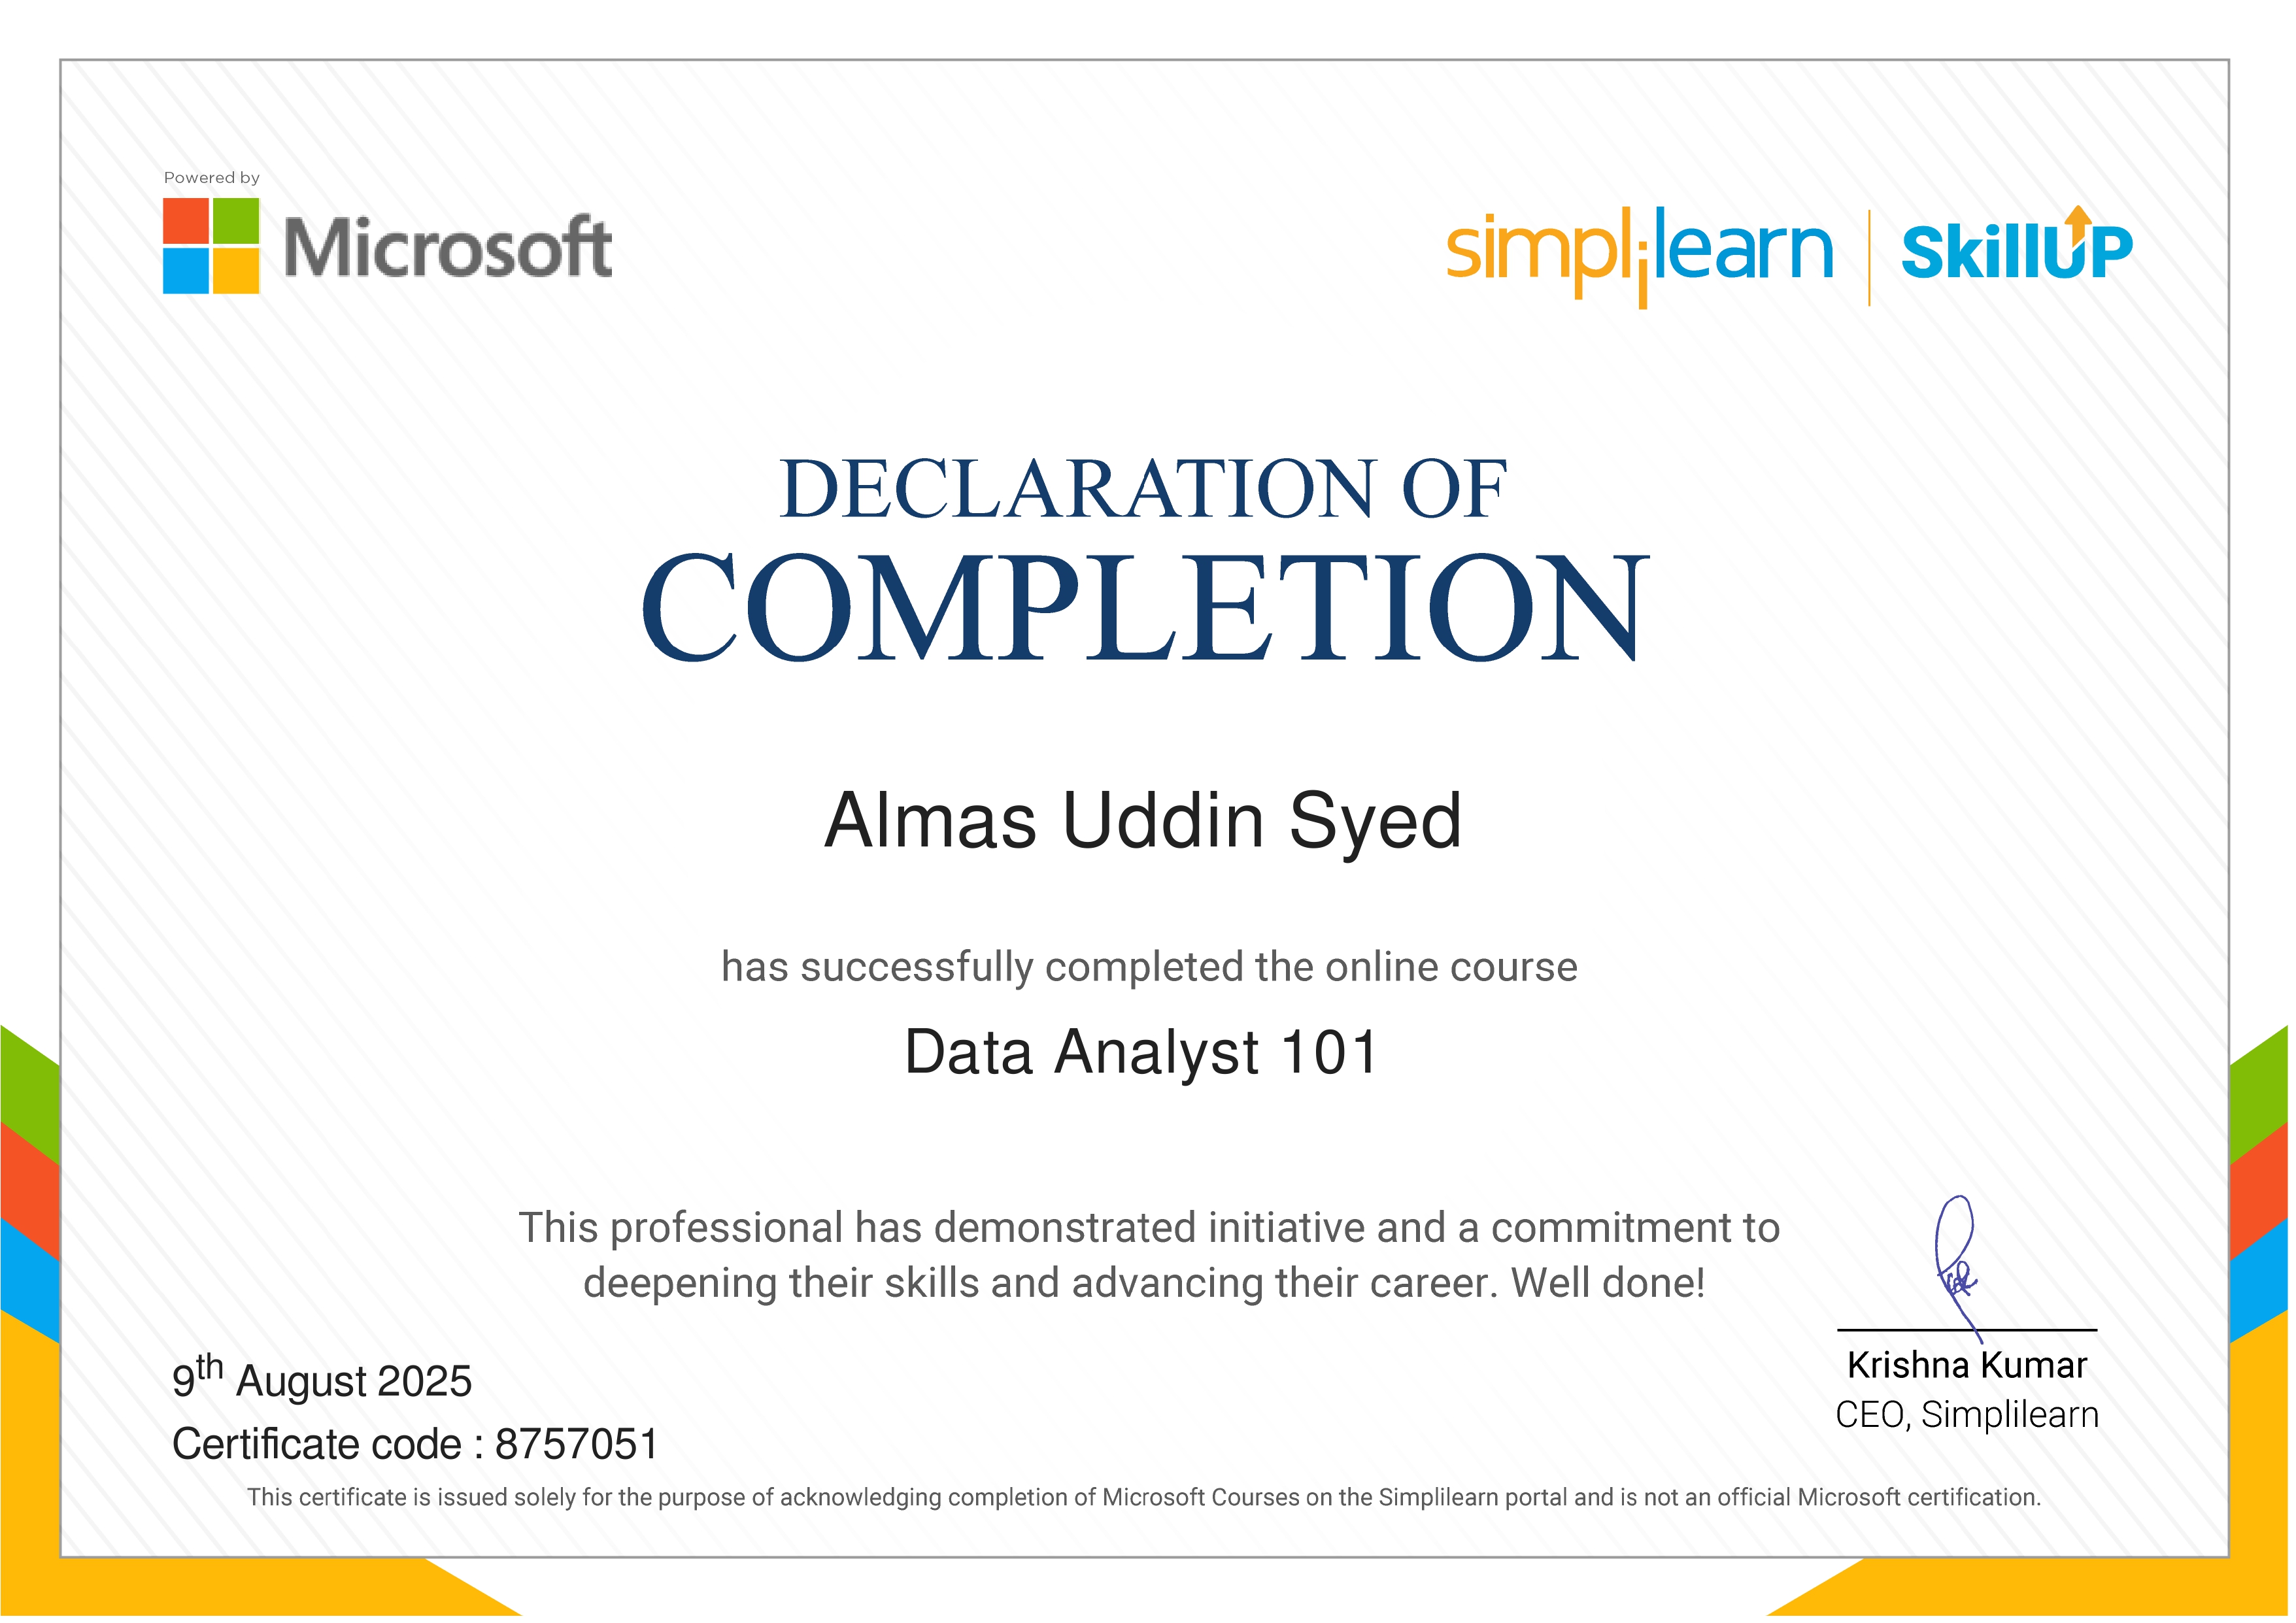 Powered by
Microsoft
simplilearn | SkillUP
DECLARATION OF
COMPLETION
Almas Uddin Syed
has successfully completed the online course
Data Analyst 101
This professional has demonstrated initiative and a commitment to
deepening their skills and advancing their career. Well done!
9th August 2025
Certificate code : 8757051
Krishna Kumar
CEO, Simplilearn
This certificate is issued solely for the purpose of acknowledging completion of Microsoft Courses on the Simplilearn portal and is not an official Microsoft certification.